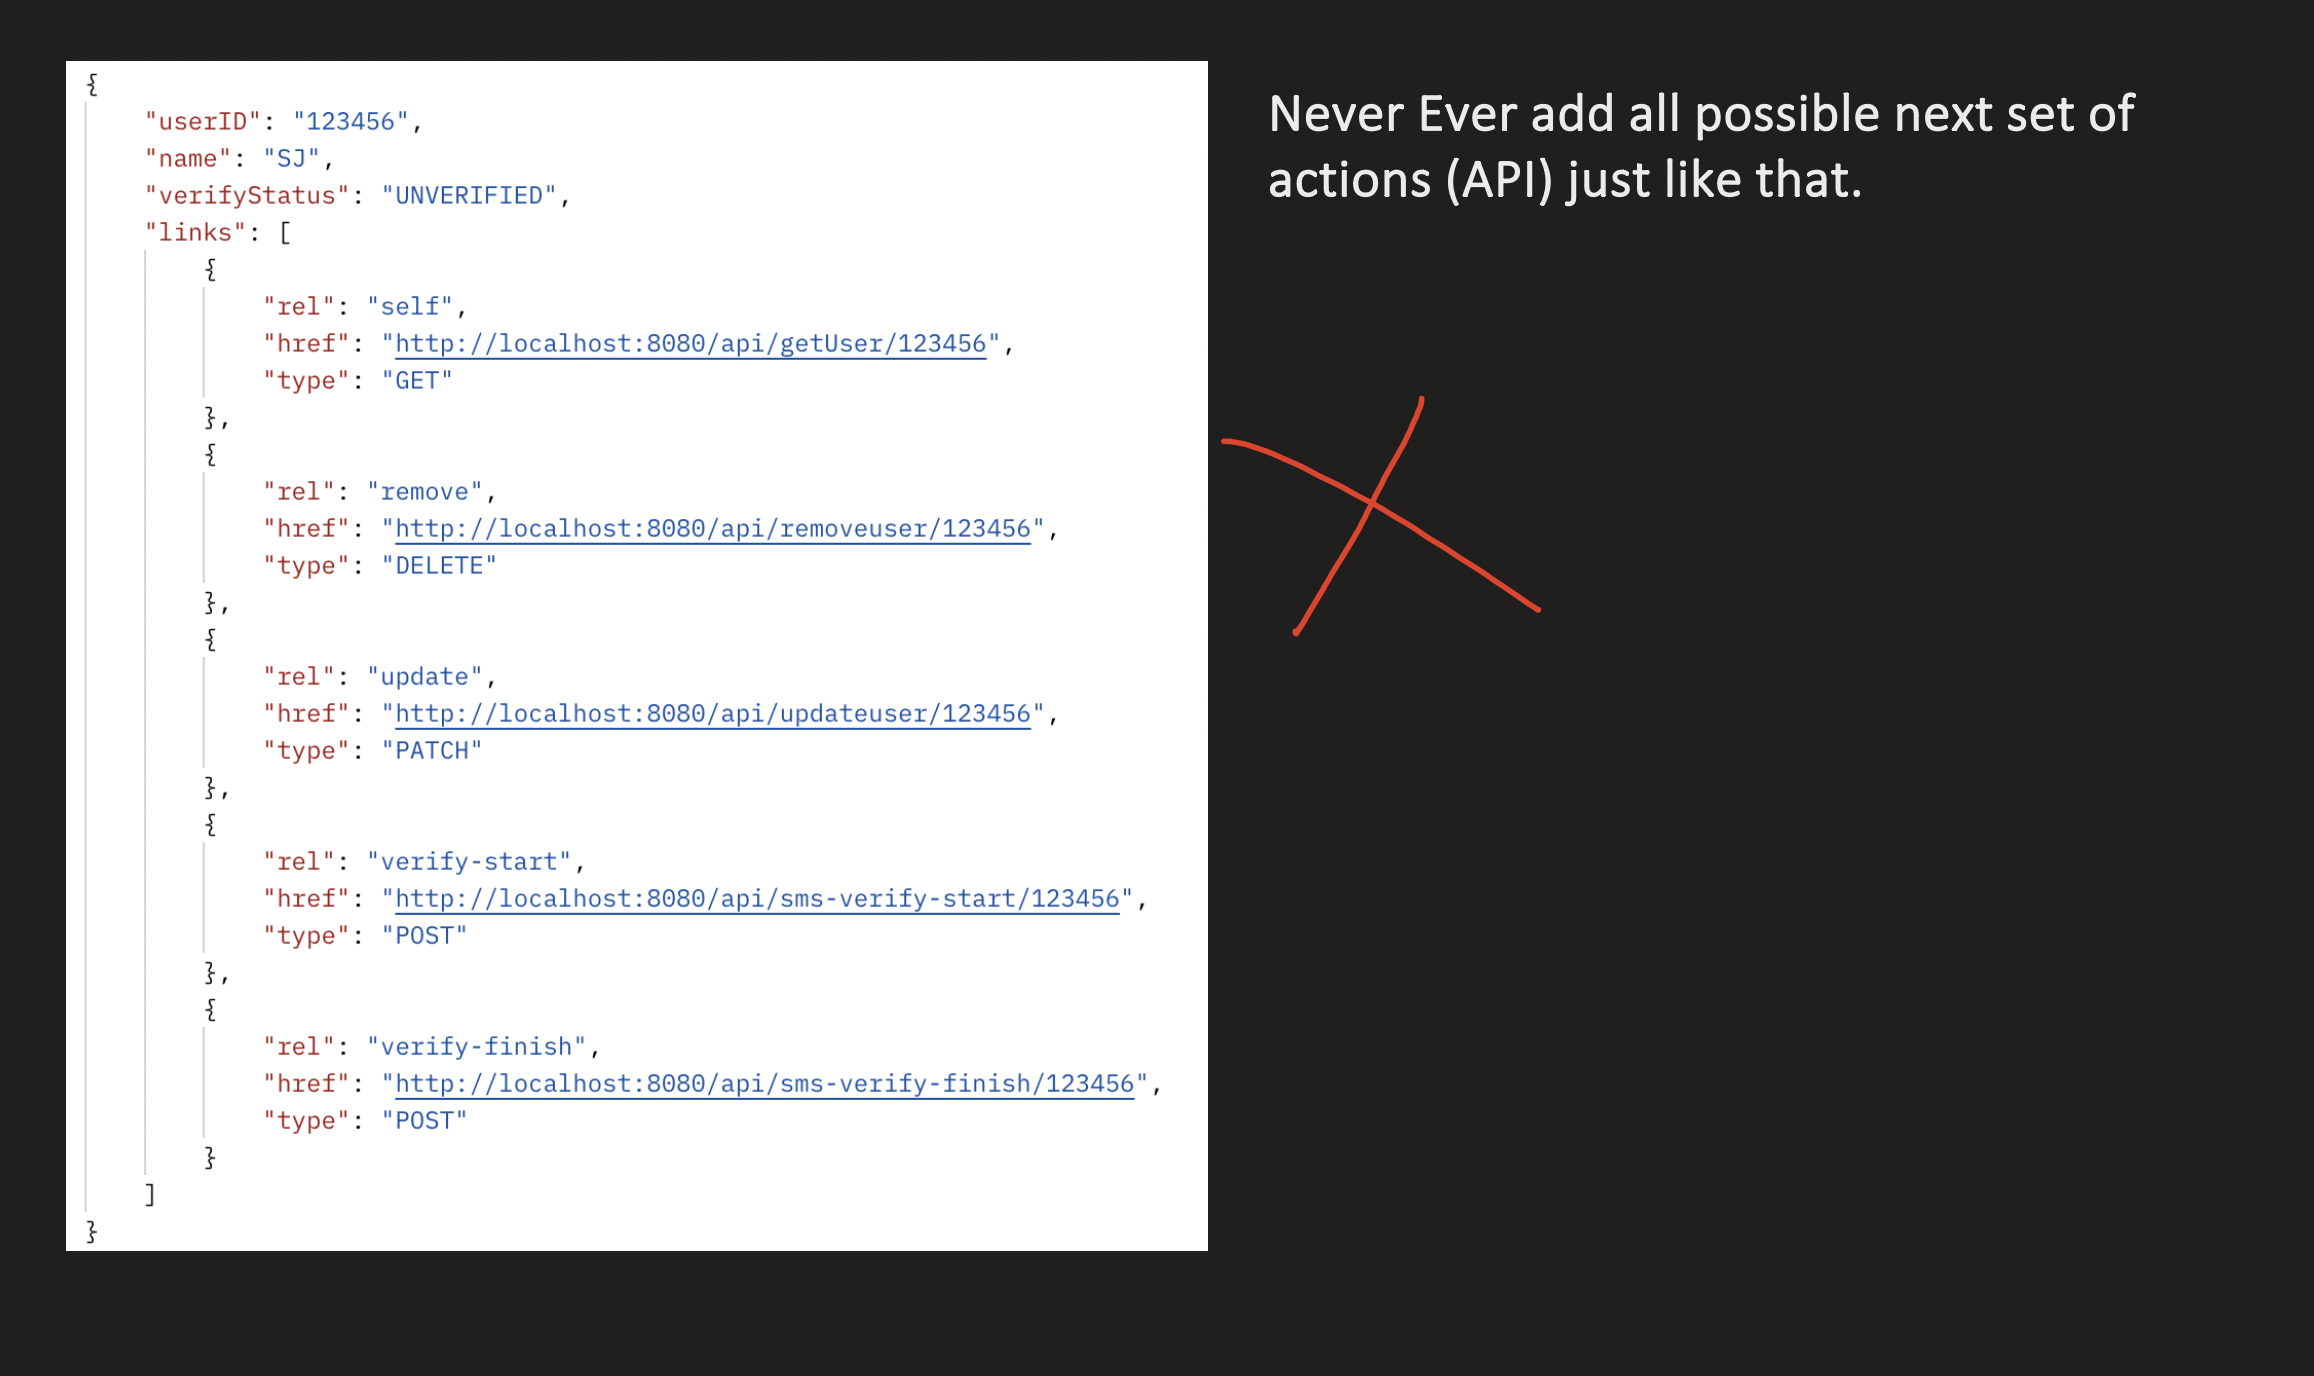 {
"userID": "123456",
"name": "SJ",
"verifyStatus": "UNVERIFIED",
"links": [
{
"rel": "self",
"href": "http://localhost:8080/api/getUser/123456",
"type": "GET"
},
{
"rel": "remove",
"href": "http://localhost:8080/api/removeuser/123456",
"type": "DELETE"
},
{
"rel": "update",
"href": "http://localhost:8080/api/updateuser/123456",
"type": "PATCH"
},
{
"rel": "verify-start",
"href": "http://localhost:8080/api/sms-verify-start/123456",
"type": "POST"
},
{
"rel": "verify-finish",
"href": "http://localhost:8080/api/sms-verify-finish/123456",
"type": "POST"
}
]
}
Never Ever add all possible next set of
actions (API) just like that.